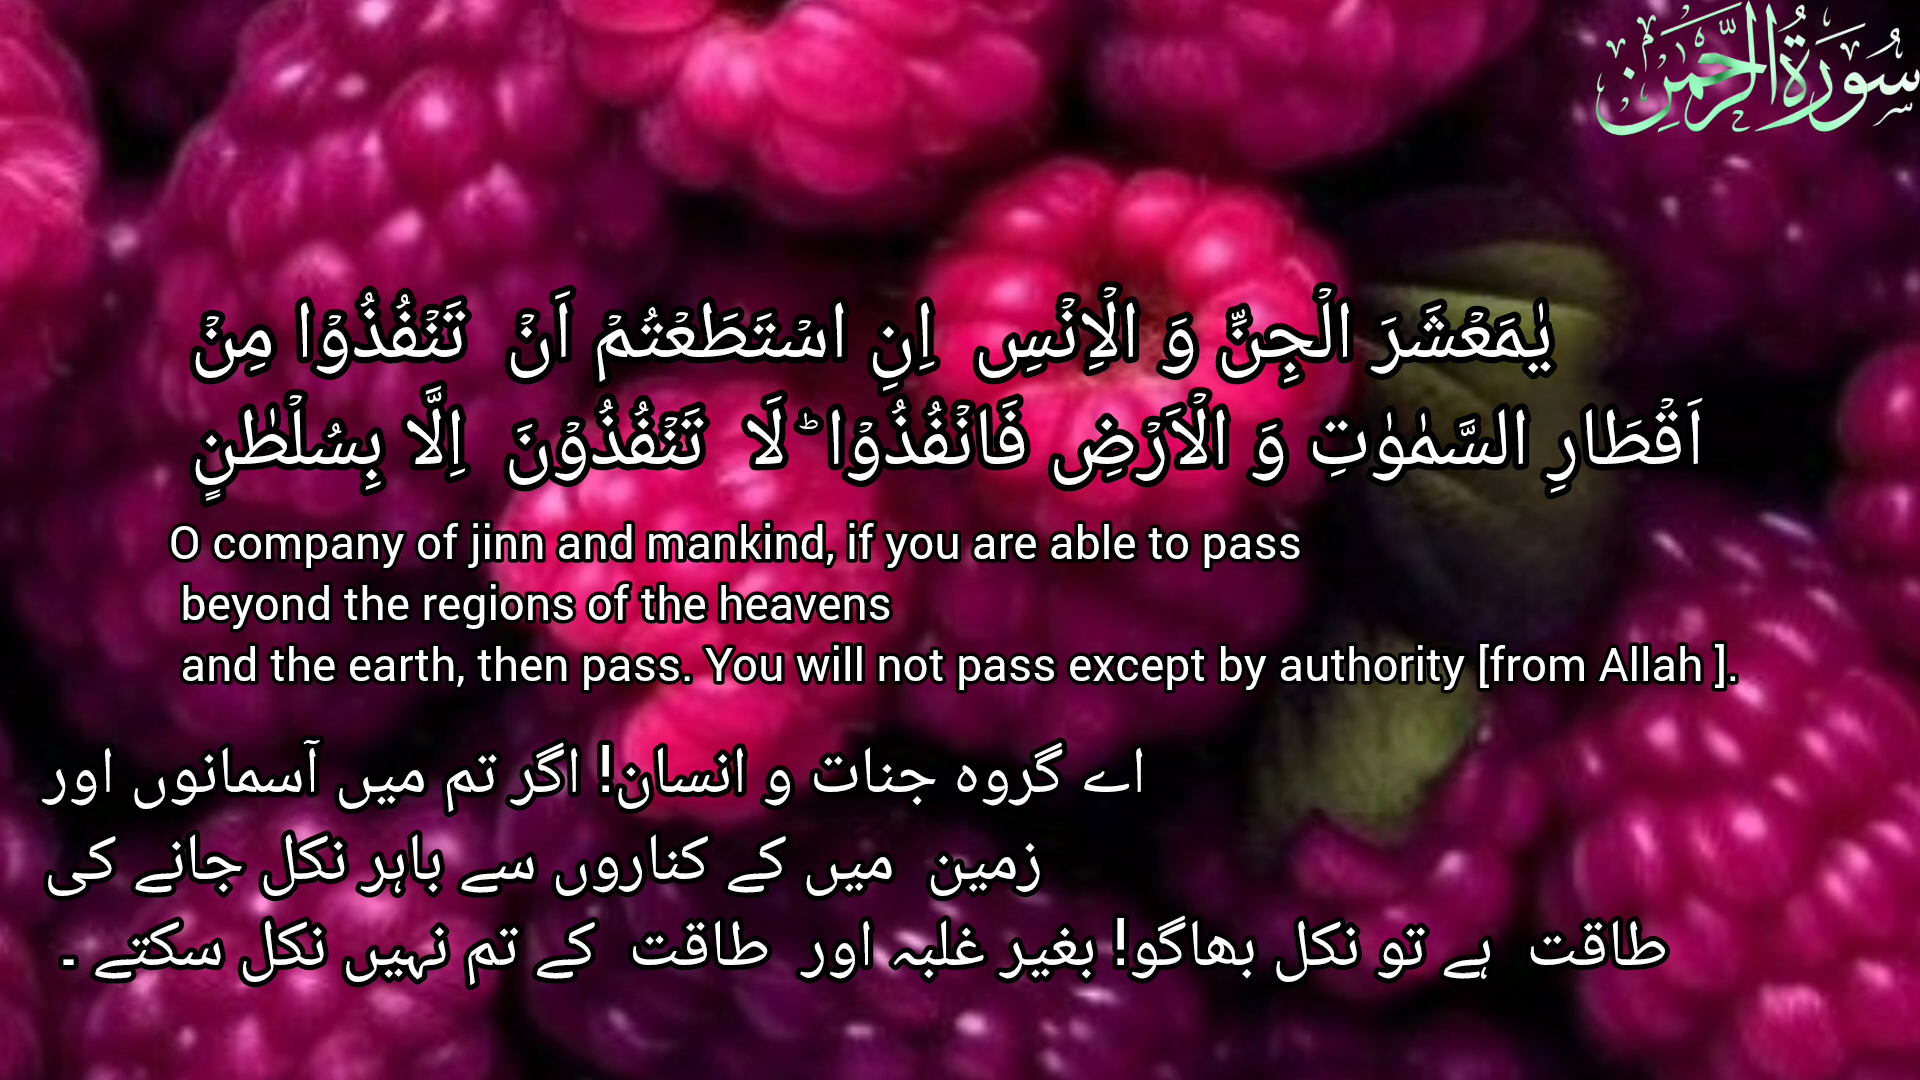 سُورَةُ الرَّحْمٰنِ
یٰمَعۡشَرَ الۡجِنِّ وَ الۡاِنۡسِ اِنِ اسۡتَطَعۡتُمۡ اَنۡ تَنۡفُذُوۡا مِنۡ
اَقۡطَارِ السَّمٰوٰتِ وَ الۡاَرۡضِ فَانۡفُذُوۡا ؕ لَا تَنۡفُذُوۡنَ اِلَّا بِسُلۡطٰنٍ
O company of jinn and mankind, if you are able to pass
beyond the regions of the heavens
and the earth, then pass. You will not pass except by authority [from Allah ].
اے گروہ جنات و انسان! اگر تم میں آسمانوں اور
زمین میں کے کناروں سے باہر نکل جانے کی
طاقت ہے تو نکل بھاگو! بغیر غلبہ اور طاقت کے تم نہیں نکل سکتے ۔